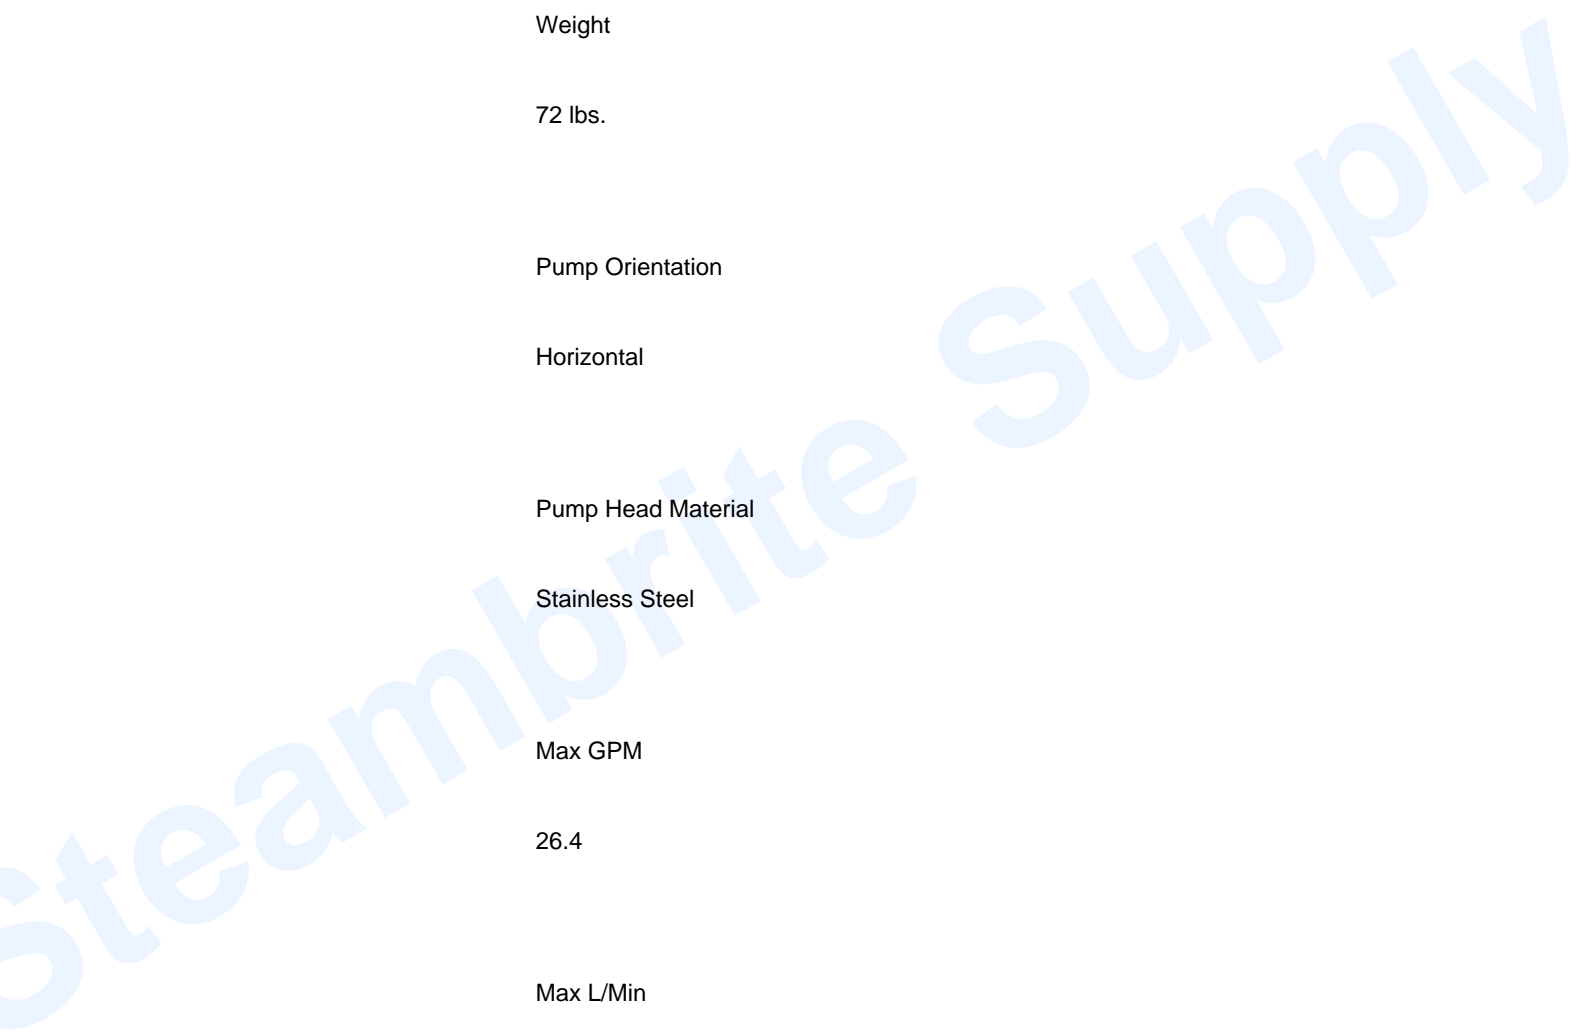 Weight
72 lbs.
Pump Orientation
Horizontal
Pump Head Material
Stainless Steel
Max GPM
26.4
Max L/Min
Steambrite Supply